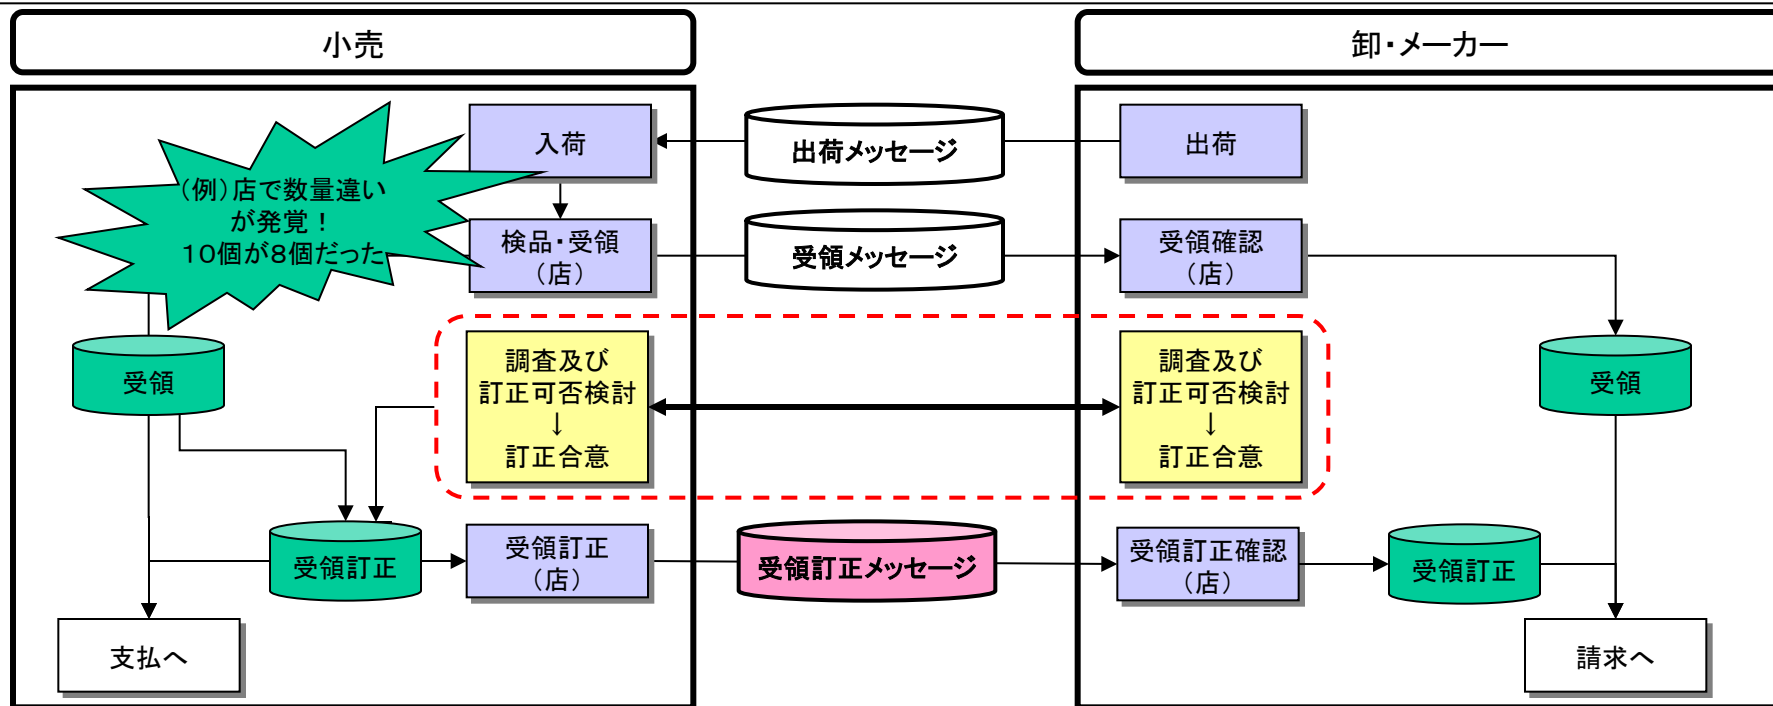 小売
卸・メーカー
入荷
出荷メッセージ
出荷
(例)店で数量違い
が発覚！
１０個が８個だった
検品・受領
(店)
受領メッセージ
受領確認
(店)
受領
調査及び
訂正可否検討
↓
訂正合意
調査及び
訂正可否検討
↓
訂正合意
受領
受領訂正
受領訂正
(店)
受領訂正メッセージ
受領訂正確認
(店)
受領訂正
支払へ
請求へ